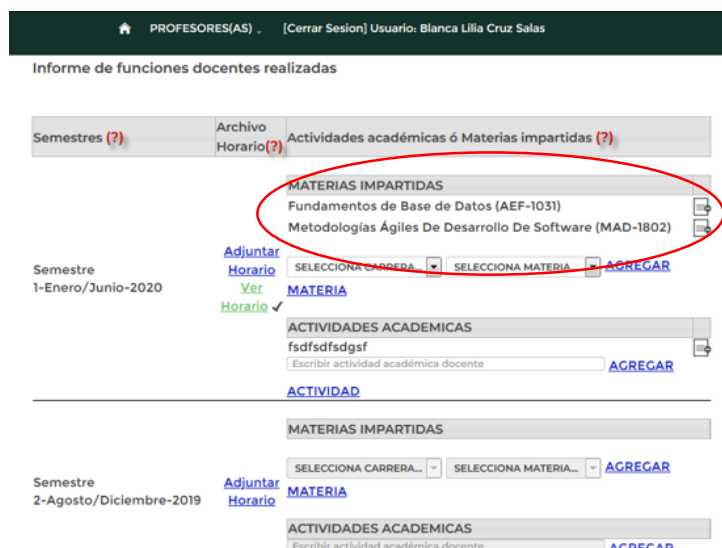 PROFESORES(AS) [Cerrar Sesion] Usuario: Blanca Lilia Cruz Salas
Informe de funciones docentes realizadas
Semestres (?)
Archivo
Horario(?)
Actividades académicas ó Materias impartidas (?)
MATERIAS IMPARTIDAS
Fundamentos de Base de Datos (AEF-1031)
Metodologías Ágiles De Desarrollo De Software (MAD-1802)
Semestre
1-Enero/Junio-2020
Adjuntar
Horario
Ver
Horario ✓
SELECCIONA CARRERA... SELECCIONA MATERIA... AGREGAR
MATERIA
ACTIVIDADES ACADEMICAS
fsdfsdfsdgsf
Escribir actividad académica docente AGREGAR
ACTIVIDAD
MATERIAS IMPARTIDAS
Semestre
2-Agosto/Diciembre-2019
Adjuntar
Horario
SELECCIONA CARRERA... SELECCIONA MATERIA... AGREGAR
MATERIA
ACTIVIDADES ACADEMICAS
Escribir actividad académica docente AGREGAR